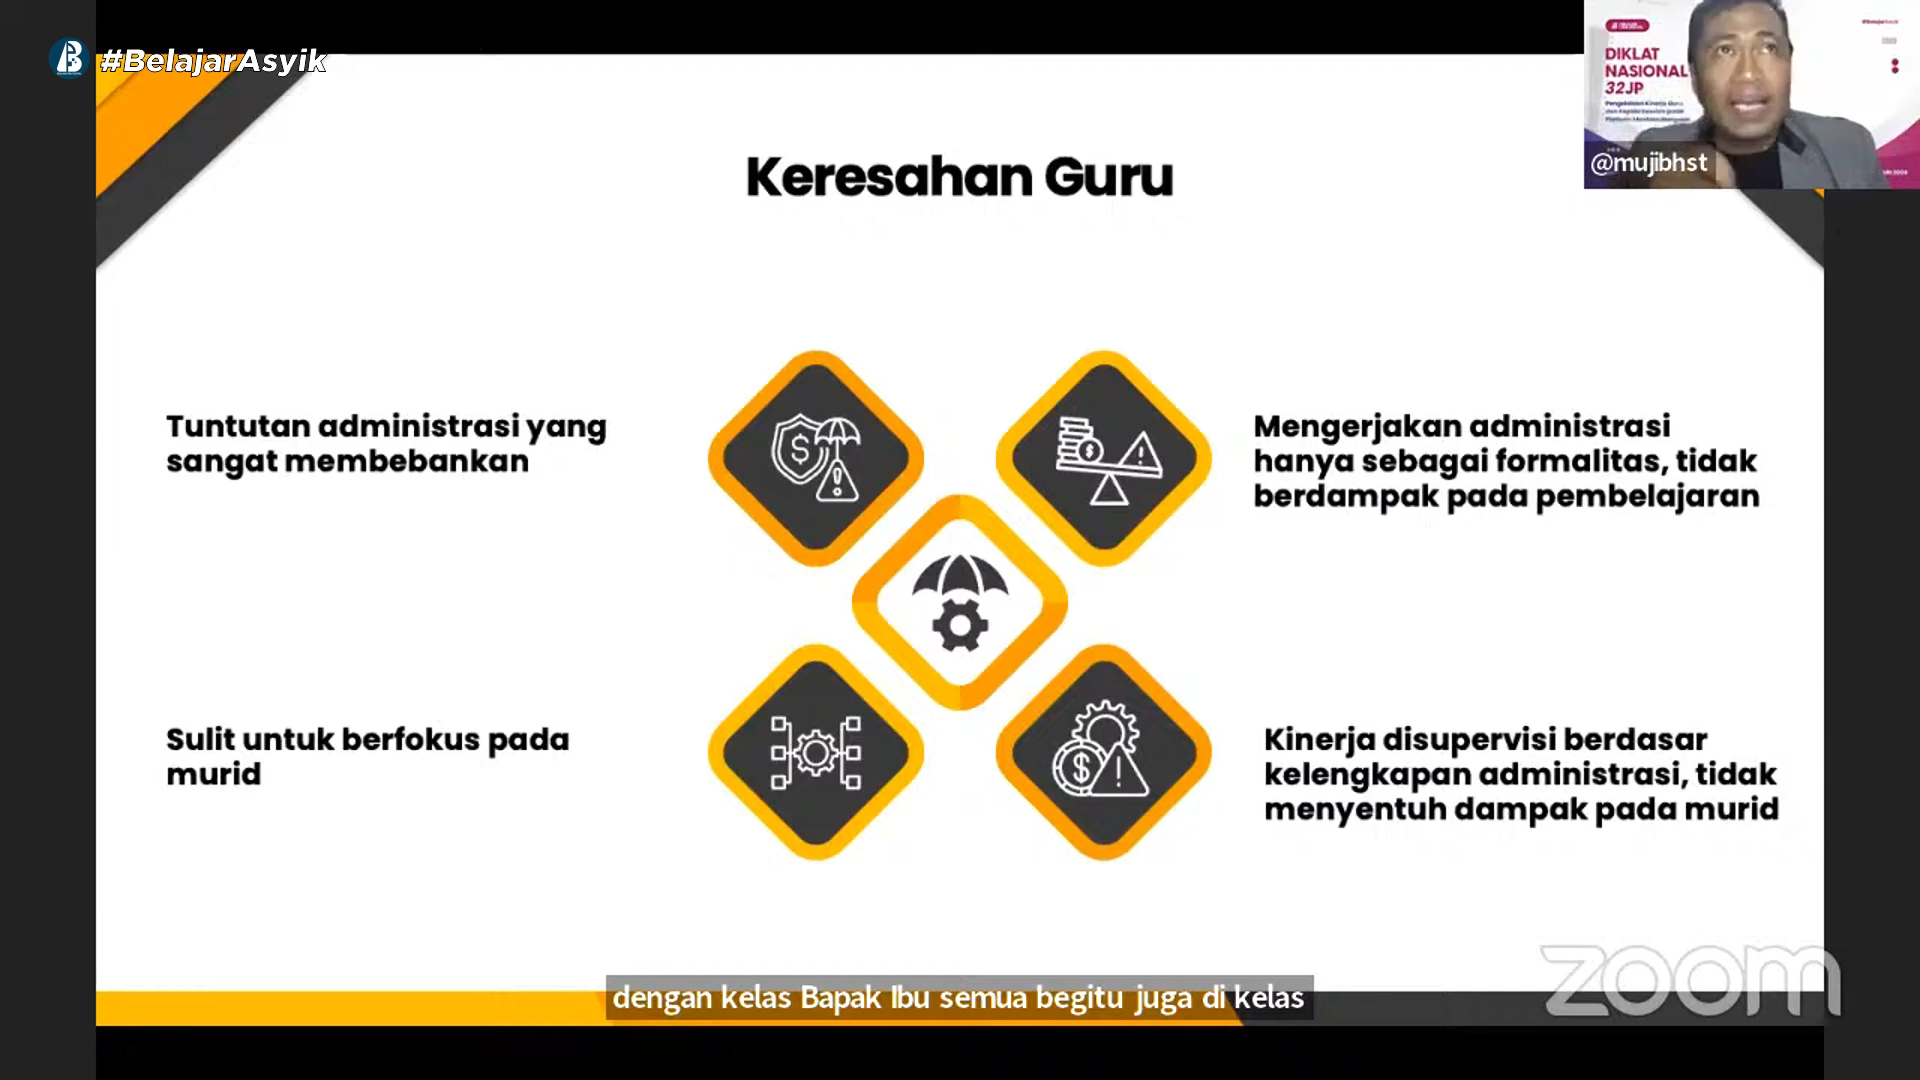 #BelajarAsyik
DIKLAT
NASIONAL
32JP
@mujibhst
Keresahan Guru
Tuntutan administrasi yang
sangat membebankan
Mengerjakan administrasi
hanya sebagai formalitas, tidak
berdampak pada pembelajaran
Sulit untuk berfokus pada
murid
Kinerja disupervisi berdasar
kelengkapan administrasi, tidak
menyentuh dampak pada murid
dengan kelas Bapak Ibu semua begitu juga di kelas
zoom